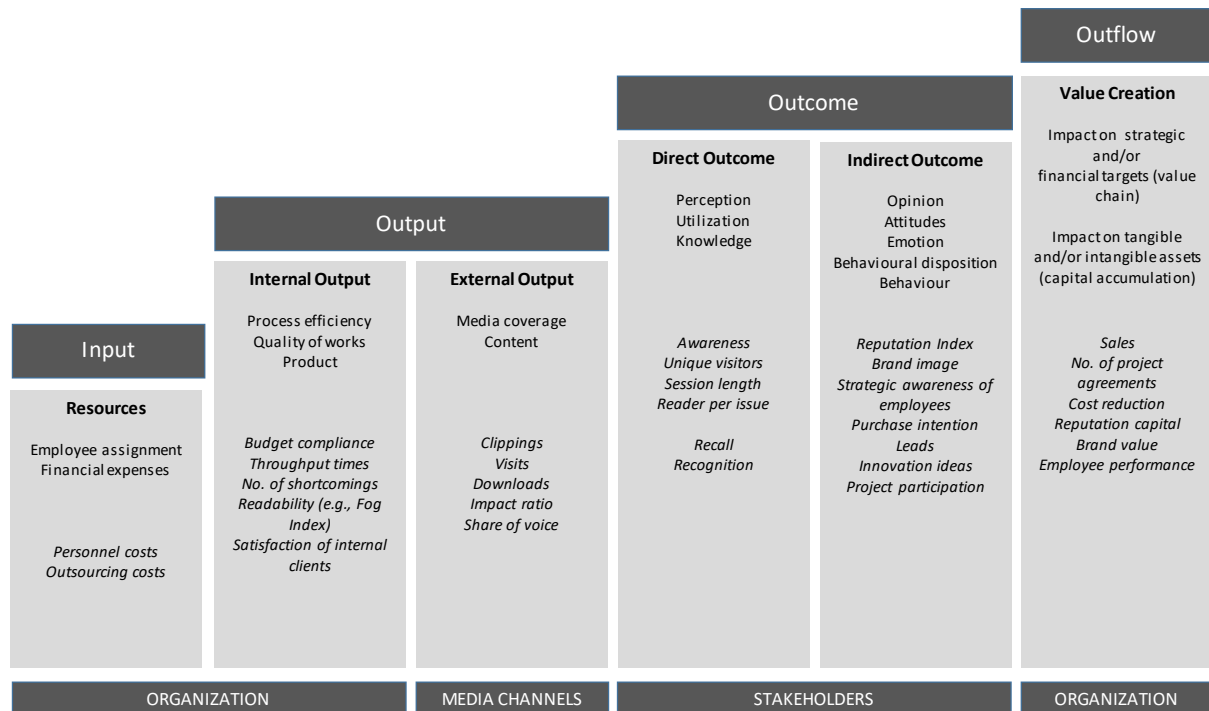 Input
Resources
Employee assignment
Financial expenses
Personnel costs
Outsourcing costs
Output
Internal Output
Process efficiency
Quality of works
Product
Budget compliance
Throughput times
No. of shortcomings
Readability (e.g., Fog
Index)
Satisfaction of internal
clients
External Output
Media coverage
Content
Clippings
Visits
Downloads
Impact ratio
Share of voice
Outcome
Direct Outcome
Perception
Utilization
Knowledge
Awareness
Unique visitors
Session length
Reader per issue
Recall
Recognition
Indirect Outcome
Opinion
Attitudes
Emotion
Behavioural disposition
Behaviour
Reputation Index
Brand image
Strategic awareness of
employees
Purchase intention
Leads
Innovation ideas
Project participation
Outflow
Value Creation
Impact on strategic
and/or
financial targets (value
chain)
Impact on tangible
and/or intangible assets
(capital accumulation)
Sales
No. of project
agreements
Cost reduction
Reputation capital
Brand value
Employee performance
ORGANIZATION
MEDIA CHANNELS
STAKEHOLDERS
ORGANIZATION